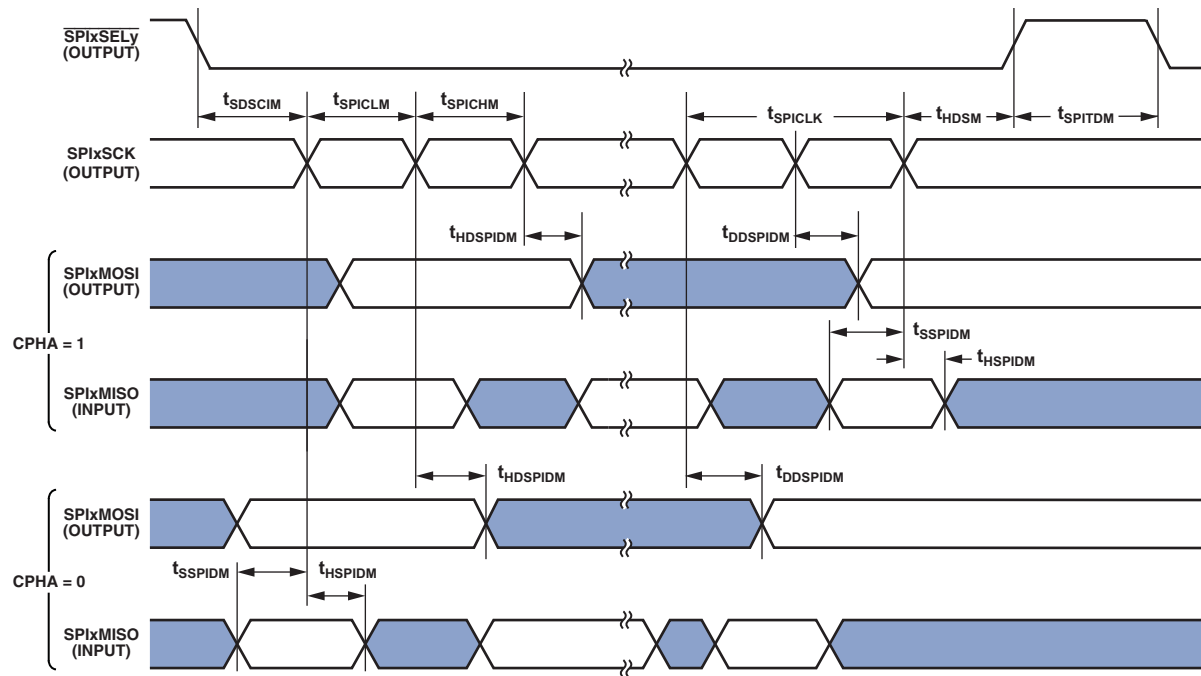 SPIxSELy
(OUTPUT)
tSDSCIM
tSPICLM
tSPICHM
tSPICLK
tHDSM
tSPITDM
SPIxSCK
(OUTPUT)
tHDSPIDM
tDDSPIDM
SPIxMOSI
(OUTPUT)
CPHA = 1
tSSPIDM
tHSPIDM
SPIxMISO
(INPUT)
tHDSPIDM
tDDSPIDM
SPIxMOSI
(OUTPUT)
CPHA = 0
tSSPIDM
tHSPIDM
SPIxMISO
(INPUT)